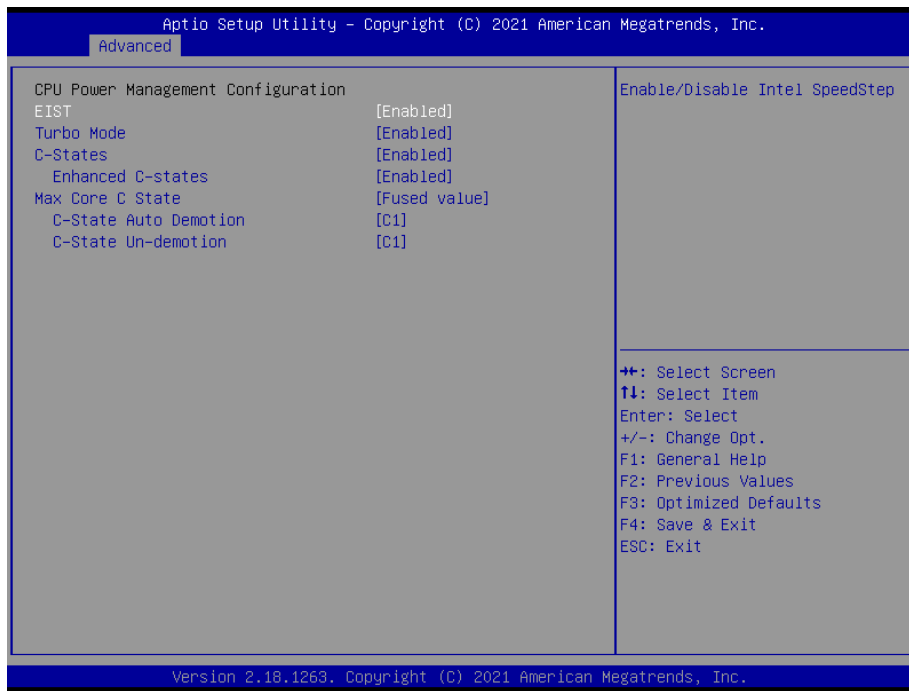 Aptio Setup Utility – Copyright (C) 2021 American Megatrends, Inc.
Advanced
CPU Power Management Configuration
EIST [Enabled]
Turbo Mode [Enabled]
C-States [Enabled]
Enhanced C-states [Enabled]
Max Core C State [Fused value]
C-State Auto Demotion [C1]
C-State Un-demotion [C1]
Enable/Disable Intel SpeedStep
→←: Select Screen
↑↓: Select Item
Enter: Select
+/-: Change Opt.
F1: General Help
F2: Previous Values
F3: Optimized Defaults
F4: Save & Exit
ESC: Exit
Version 2.18.1263. Copyright (C) 2021 American Megatrends, Inc.